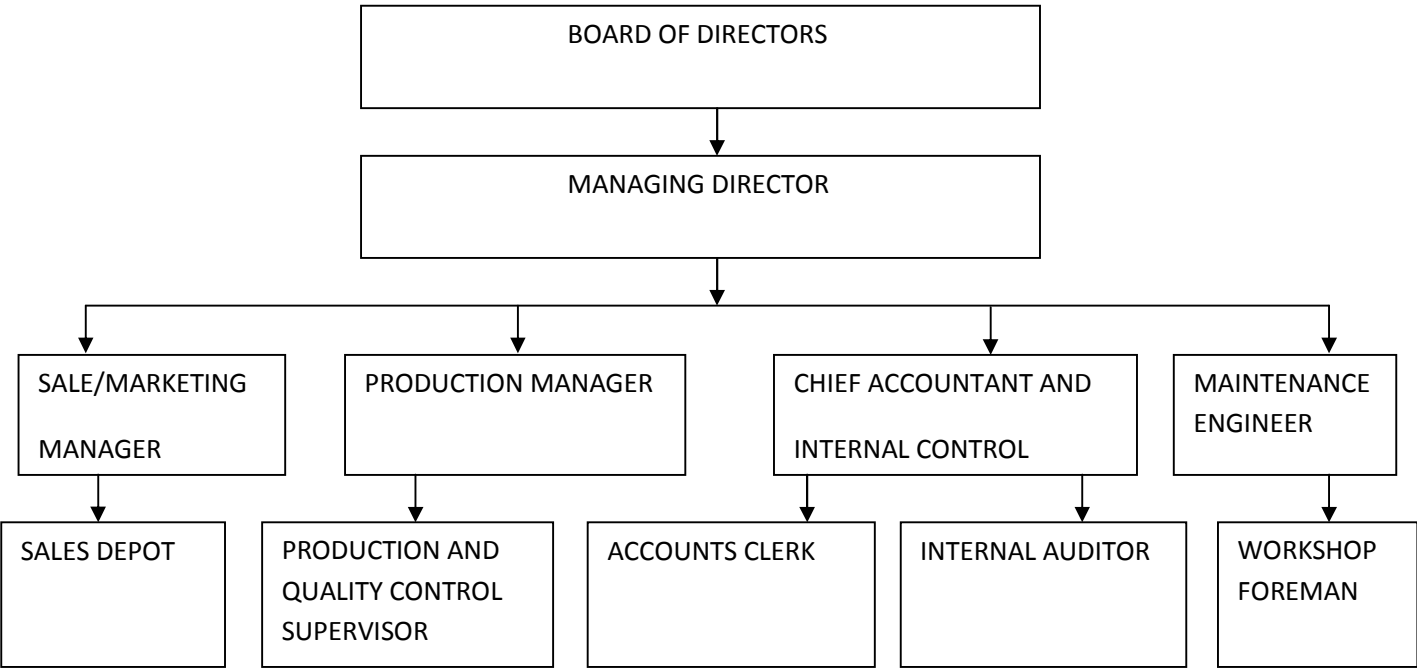 BOARD OF DIRECTORS
MANAGING DIRECTOR
SALE/MARKETING
MANAGER
PRODUCTION MANAGER
CHIEF ACCOUNTANT AND
INTERNAL CONTROL
MAINTENANCE
ENGINEER
SALES DEPOT
PRODUCTION AND
QUALITY CONTROL
SUPERVISOR
ACCOUNTS CLERK
INTERNAL AUDITOR
WORKSHOP
FOREMAN